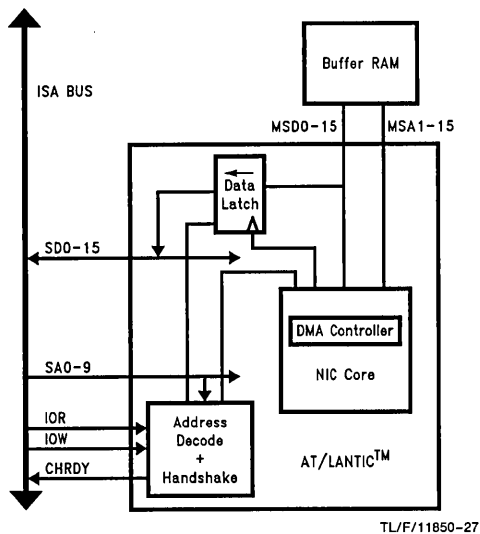 Buffer RAM
ISA BUS
MSD0-15
MSA1-15
Data
Latch
SD0-15
DMA Controller
NIC Core
SA0-9
IOR
IOW
CHRDY
Address
Decode
+
Handshake
AT/LANTIC™
TL/F/11850-27